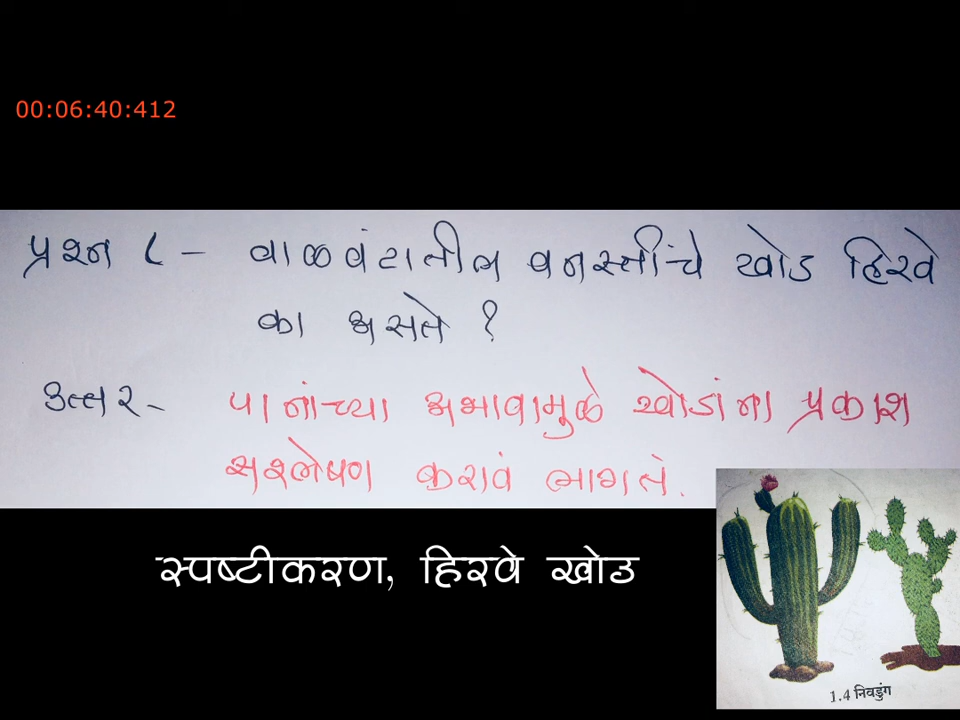 00:06:40:412
प्रश्न ८ - वाळवंटातील वनस्तींचे खोड हिरवे
का असते ?
उत्तर - पानांच्या अभावामुळे खोडांना प्रकाश
सश्लेषण करावं लागते.
स्पष्टीकरण, हिरवे खोउ
1.4 निवडुंग